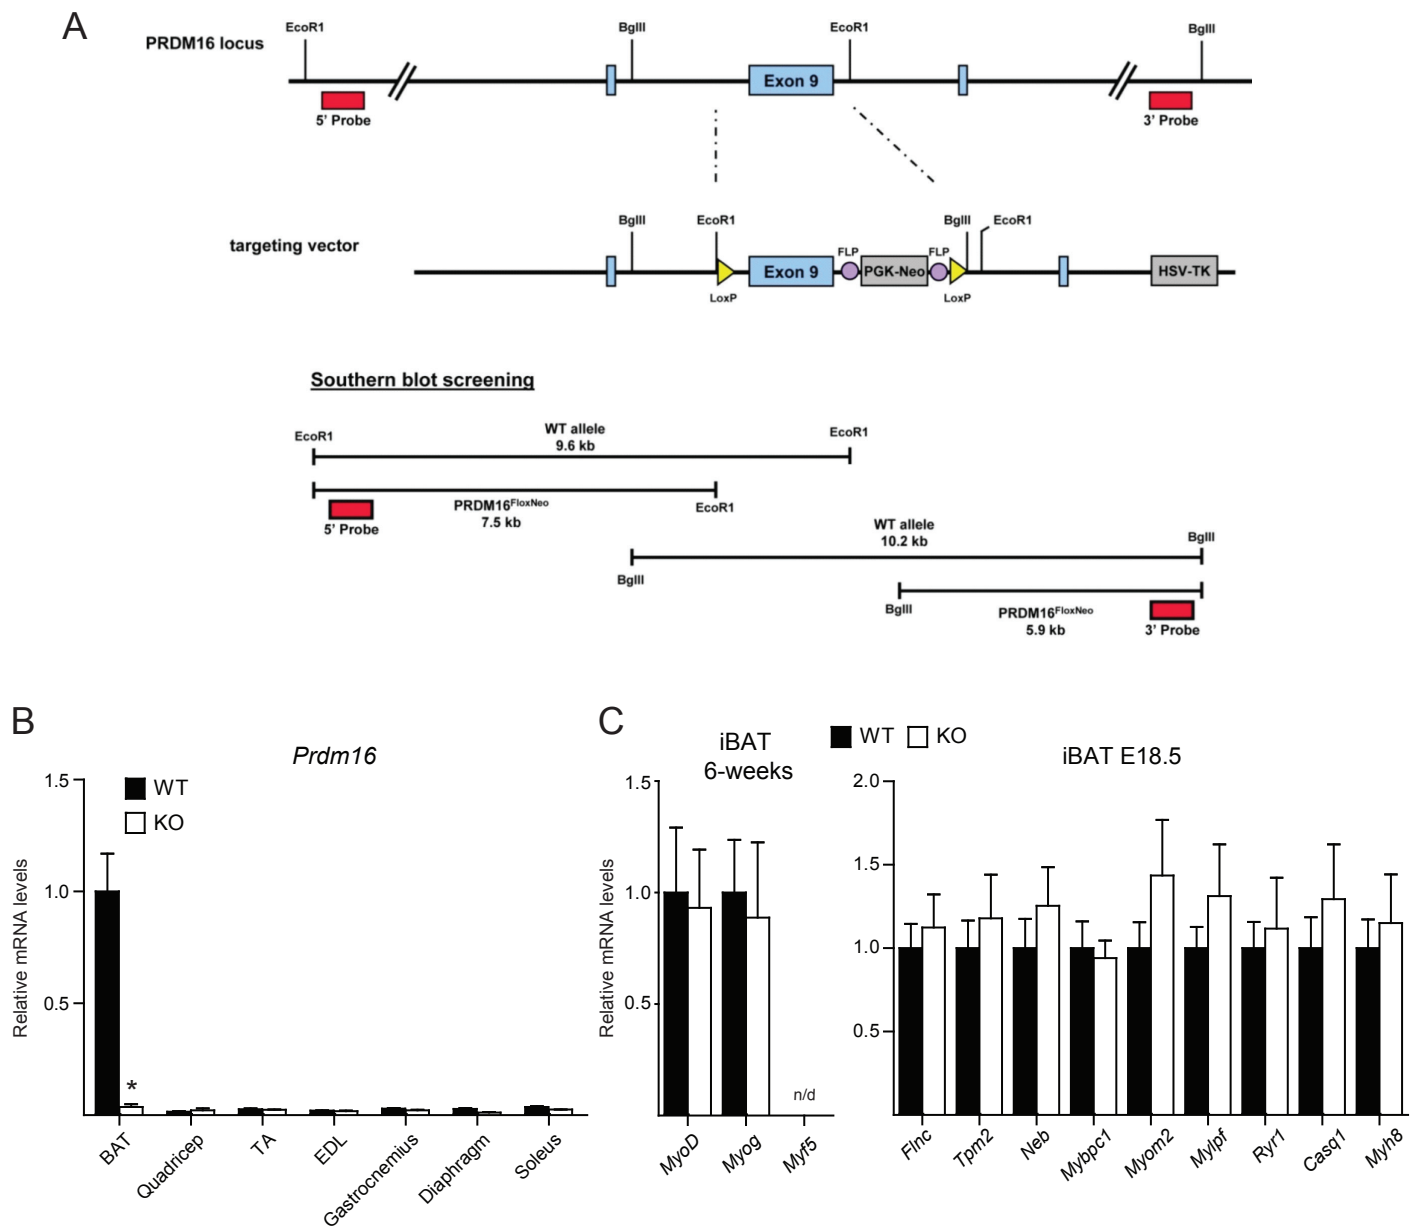 A
PRDM16 locus
EcoR1
BglII
EcoR1
BglII
Exon 9
5' Probe
3' Probe
targeting vector
BglII
EcoR1
BglII
EcoR1
FLP
FLP
Exon 9
PGK-Neo
HSV-TK
LoxP
LoxP
Southern blot screening
EcoR1
WT allele
9.6 kb
EcoR1
PRDM16FloxNeo
7.5 kb
EcoR1
5' Probe
WT allele
10.2 kb
BglII
BglII
BglII
PRDM16FloxNeo
5.9 kb
3' Probe
B
Prdm16
WT
KO
Relative mRNA levels
1.5
1.0
0.5
*
BAT
Quadricep
TA
EDL
Gastrocnemius
Diaphragm
Soleus
C
WT
KO
iBAT
6-weeks
Relative mRNA levels
1.5
1.0
0.5
n/d
MyoD
Myog
Myf5
iBAT E18.5
2.0
1.5
1.0
0.5
Flnc
Tpm2
Neb
Mybpc1
Myom2
Mylpf
Ryr1
Casq1
Myh8